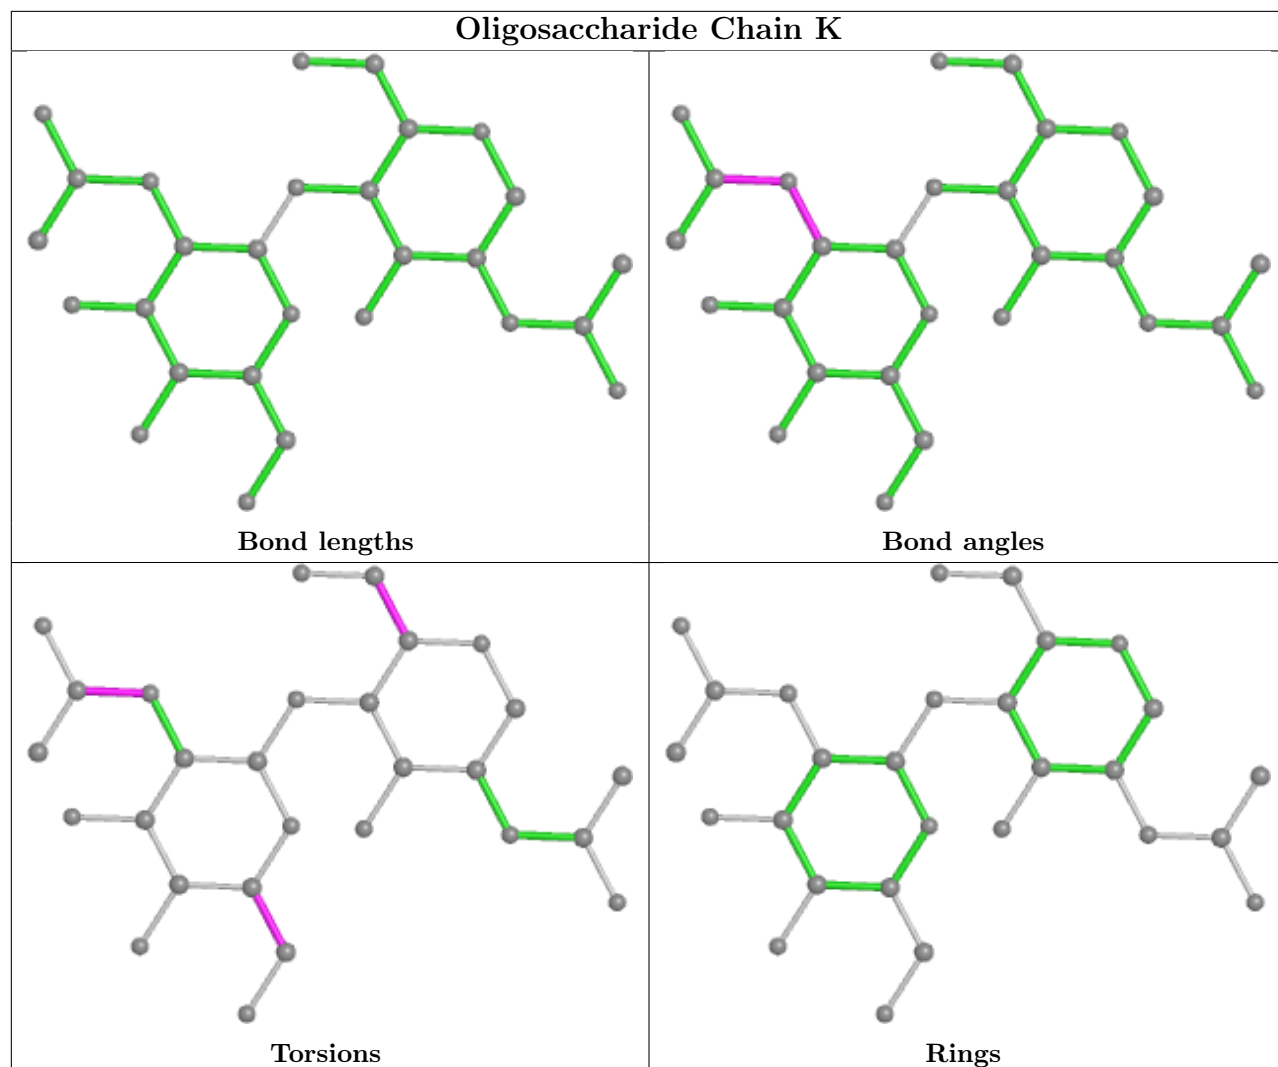 Oligosaccharide Chain K
Bond lengths
Bond angles
Torsions
Rings